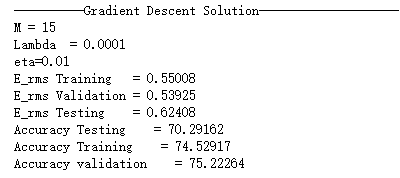 ——————Gradient Descent Solution————————————
M = 15
Lambda  = 0.0001
eta=0.01
E_rms Training   = 0.55008
E_rms Validation = 0.53925
E_rms Testing    = 0.62408
Accuracy Testing    = 70.29162
Accuracy Training    = 74.52917
Accuracy validation    = 75.22264